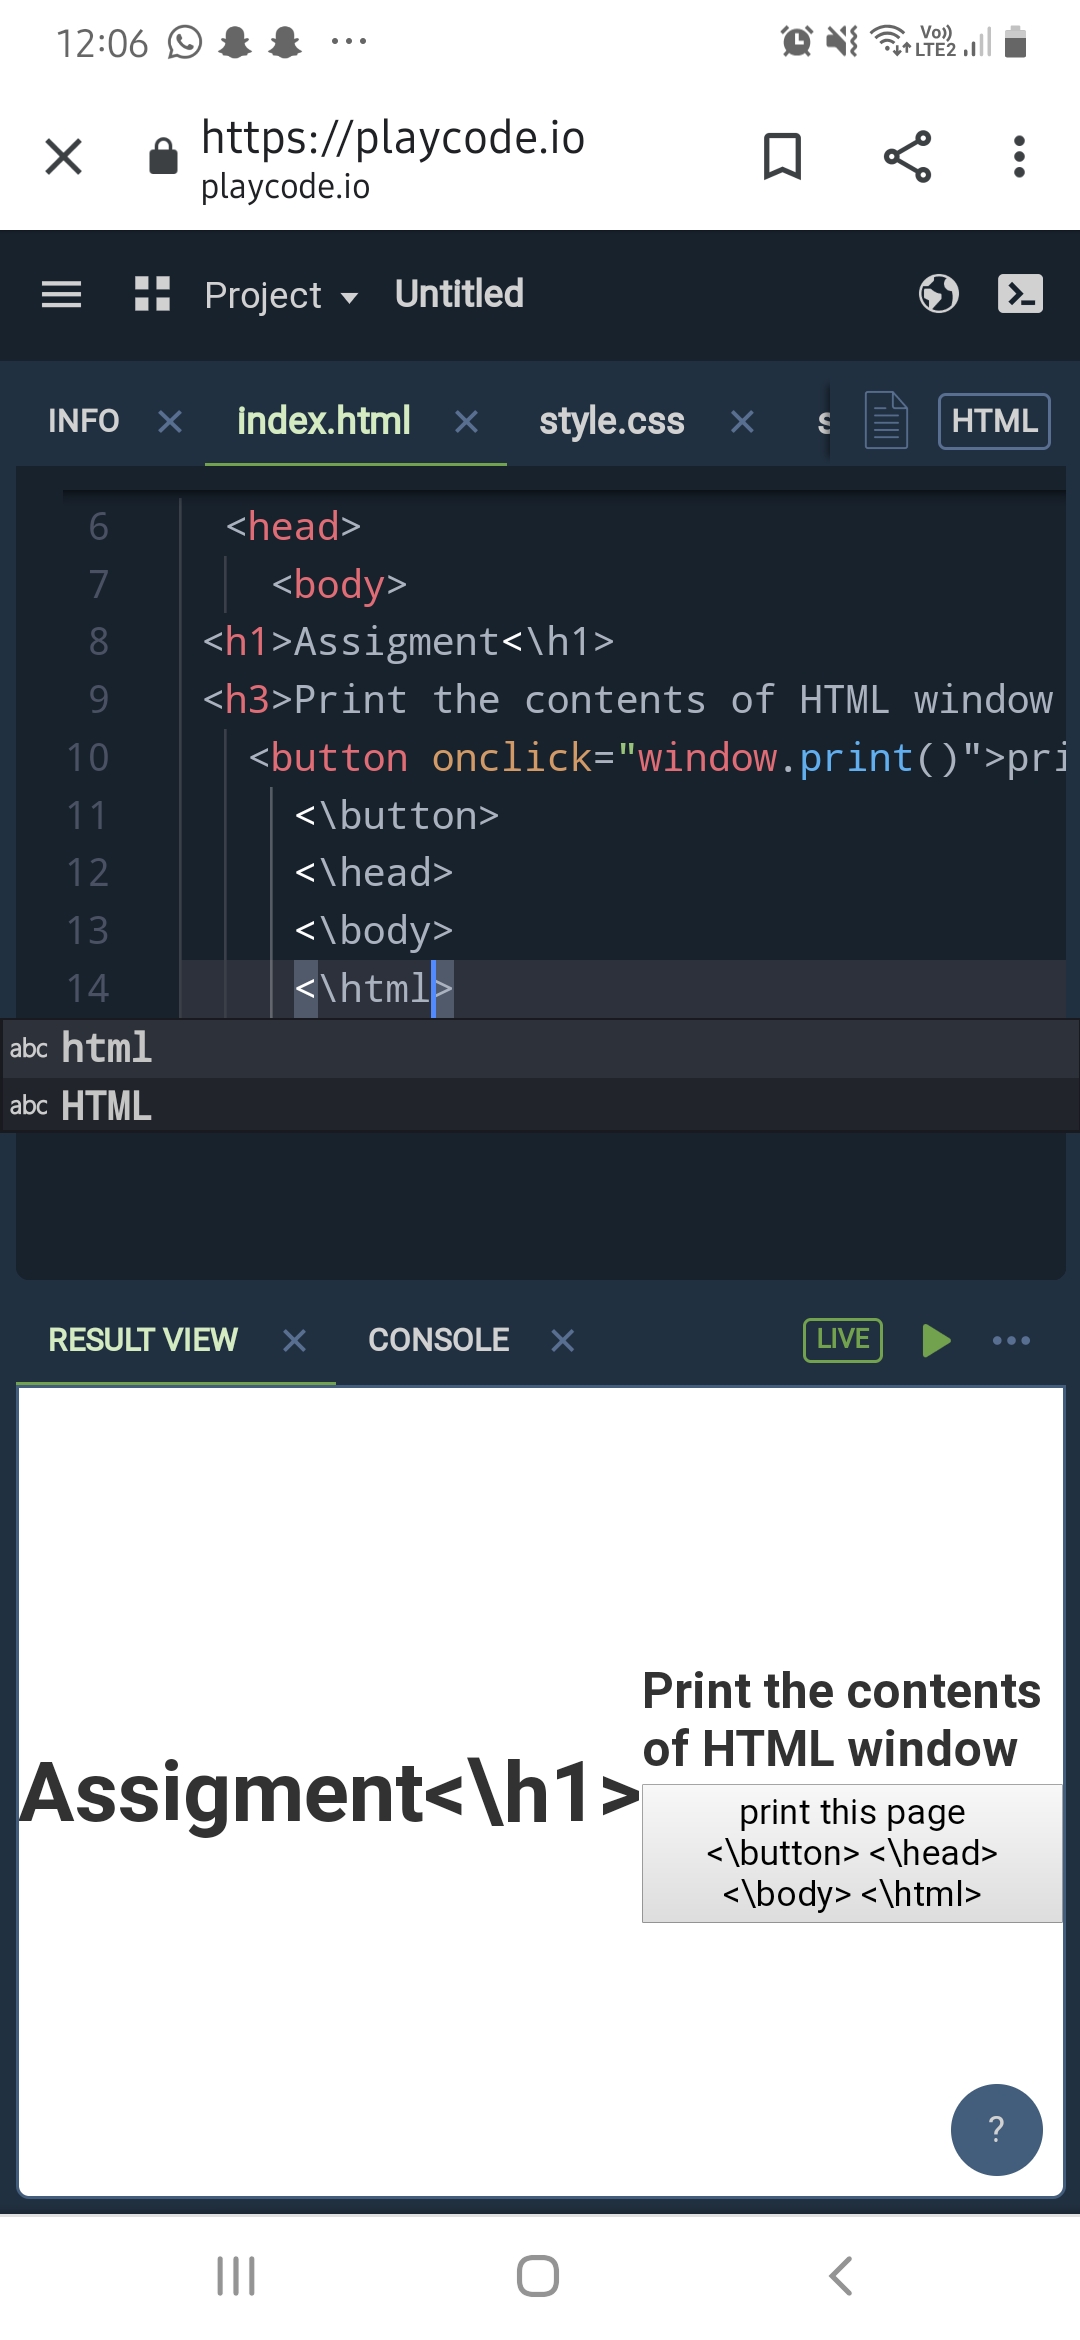 12:06
Vo))
LTE2
https://playcode.io
playcode.io
Project Untitled
INFO index.html style.css s HTML
6 <head>
7 <body>
8 <h1>Assigment<\h1>
9 <h3>Print the contents of HTML window
10 <button onclick="window.print()">pri
11 <\button>
12 <\head>
13 <\body>
14 <\html>
abc html
abc HTML
RESULT VIEW CONSOLE LIVE
Assigment<\h1>
Print the contents
of HTML window
print this page
<\button> <\head>
<\body> <\html>
?